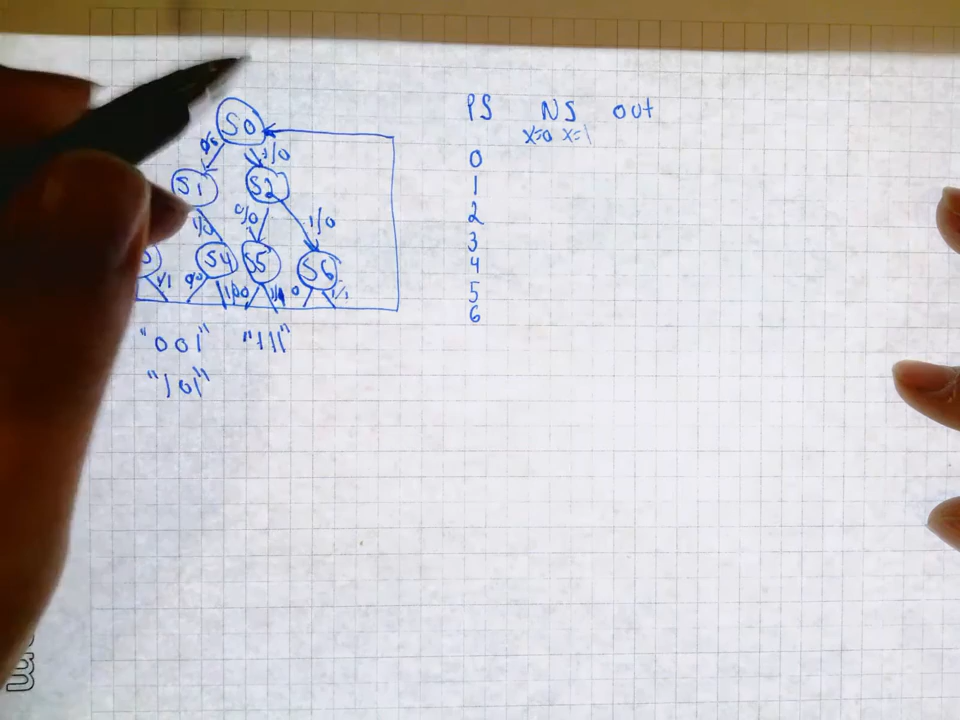 PS NS out
x=0 x=1
S0
0
1/0
S1 S2
1
0/0 1/0
2
S4 S5 S6
3
4
5
6
"001" "111"
"101"